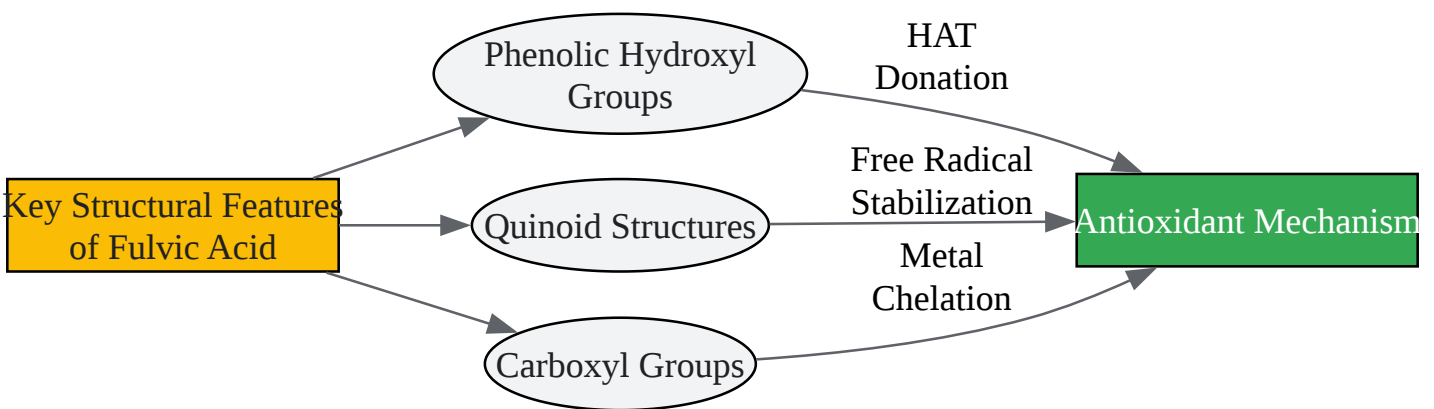 Key Structural Features
of Fulvic Acid
Phenolic Hydroxyl
Groups
Quinoid Structures
Carboxyl Groups
HAT
Donation
Free Radical
Stabilization
Metal
Chelation
Antioxidant Mechanism